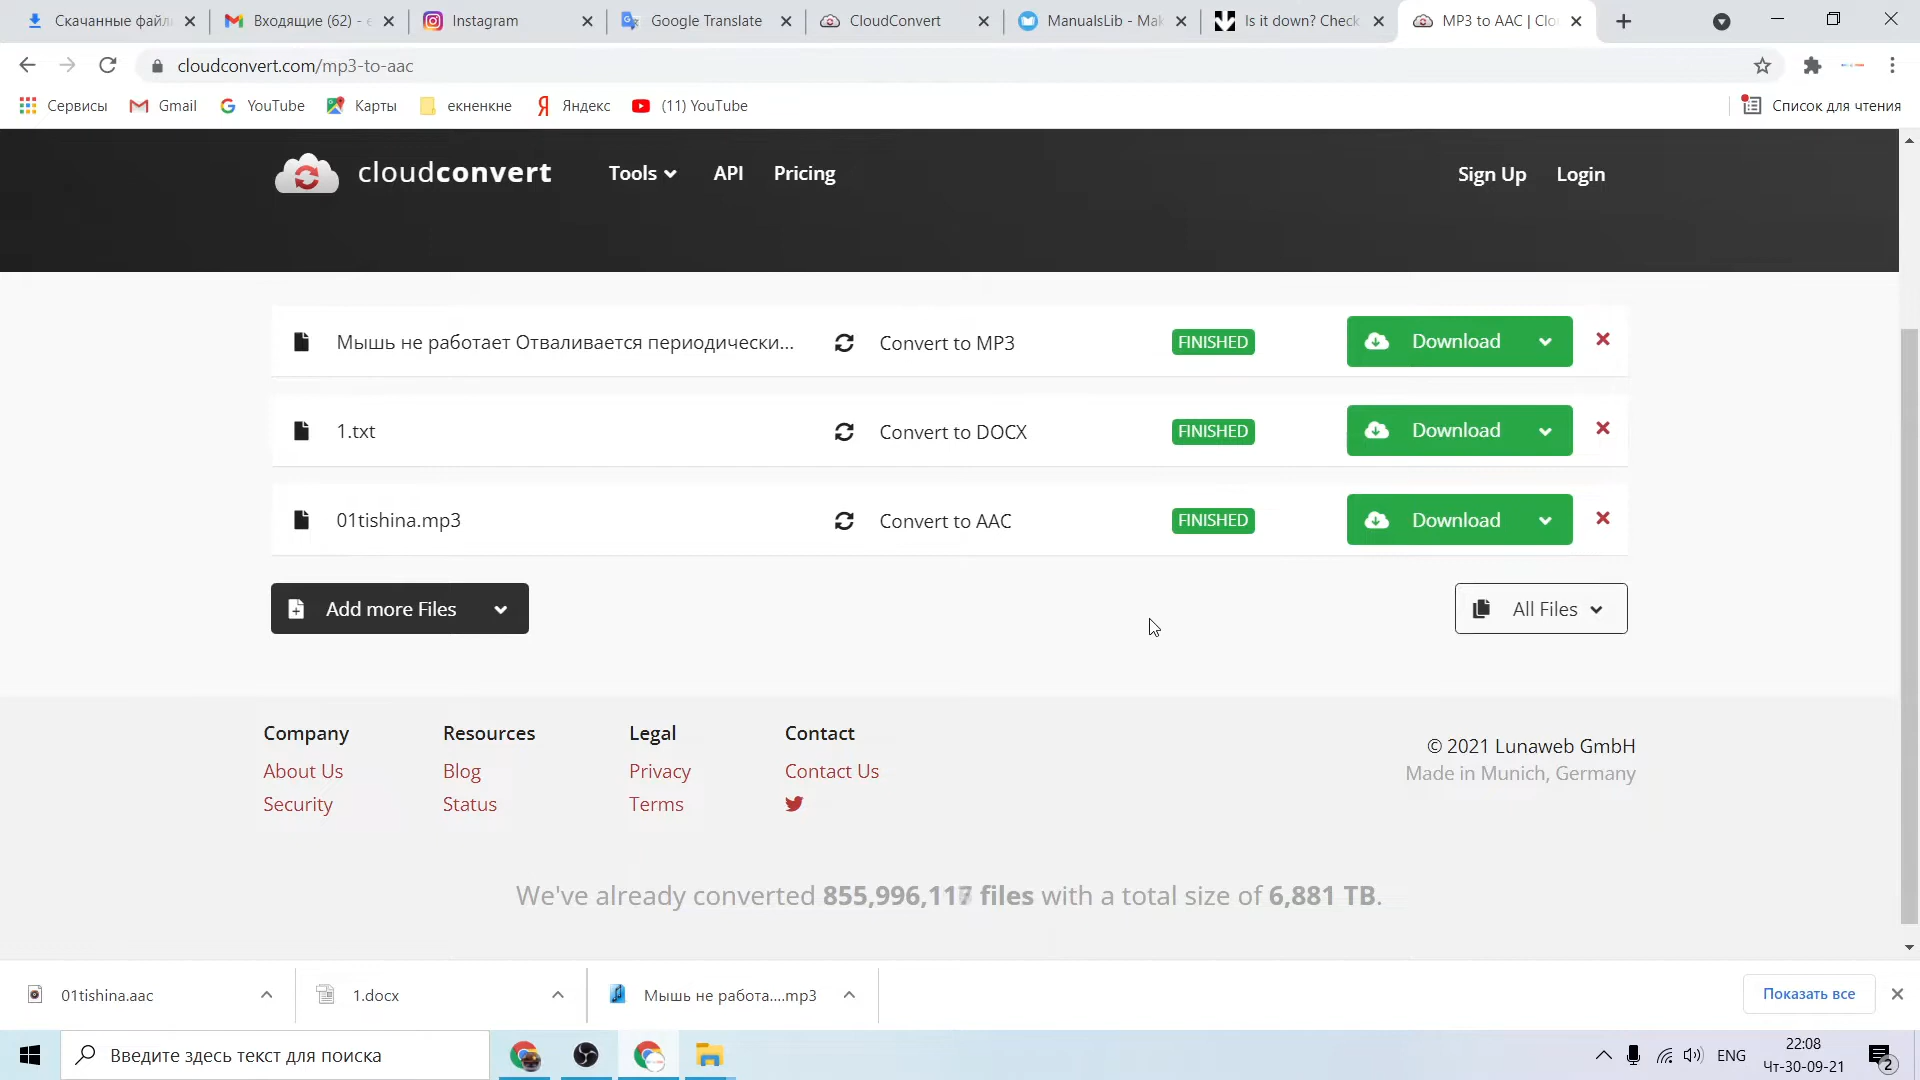 Скачанные файл
Входящие (62) - e
Instagram
Google Translate
CloudConvert
ManualsLib - Mak
Is it down? Check
MP3 to AAC | Clo
cloudconvert.com/mp3-to-aac
Сервисы
Gmail
YouTube
Карты
екненкне
Яндекс
(11) YouTube
Список для чтения
cloudconvert
Tools
API
Pricing
Sign Up
Login
Мышь не работает Отваливается периодически...
Convert to MP3
FINISHED
Download
1.txt
Convert to DOCX
FINISHED
Download
01tishina.mp3
Convert to AAC
FINISHED
Download
Add more Files
All Files
Company
Resources
Legal
Contact
About Us
Blog
Privacy
Contact Us
Security
Status
Terms
© 2021 Lunaweb GmbH
Made in Munich, Germany
We've already converted 855,996,117 files with a total size of 6,881 TB.
01tishina.aac
1.docx
Мышь не работа....mp3
Показать все
Введите здесь текст для поиска
ENG
22:08
Чт-30-09-21
2